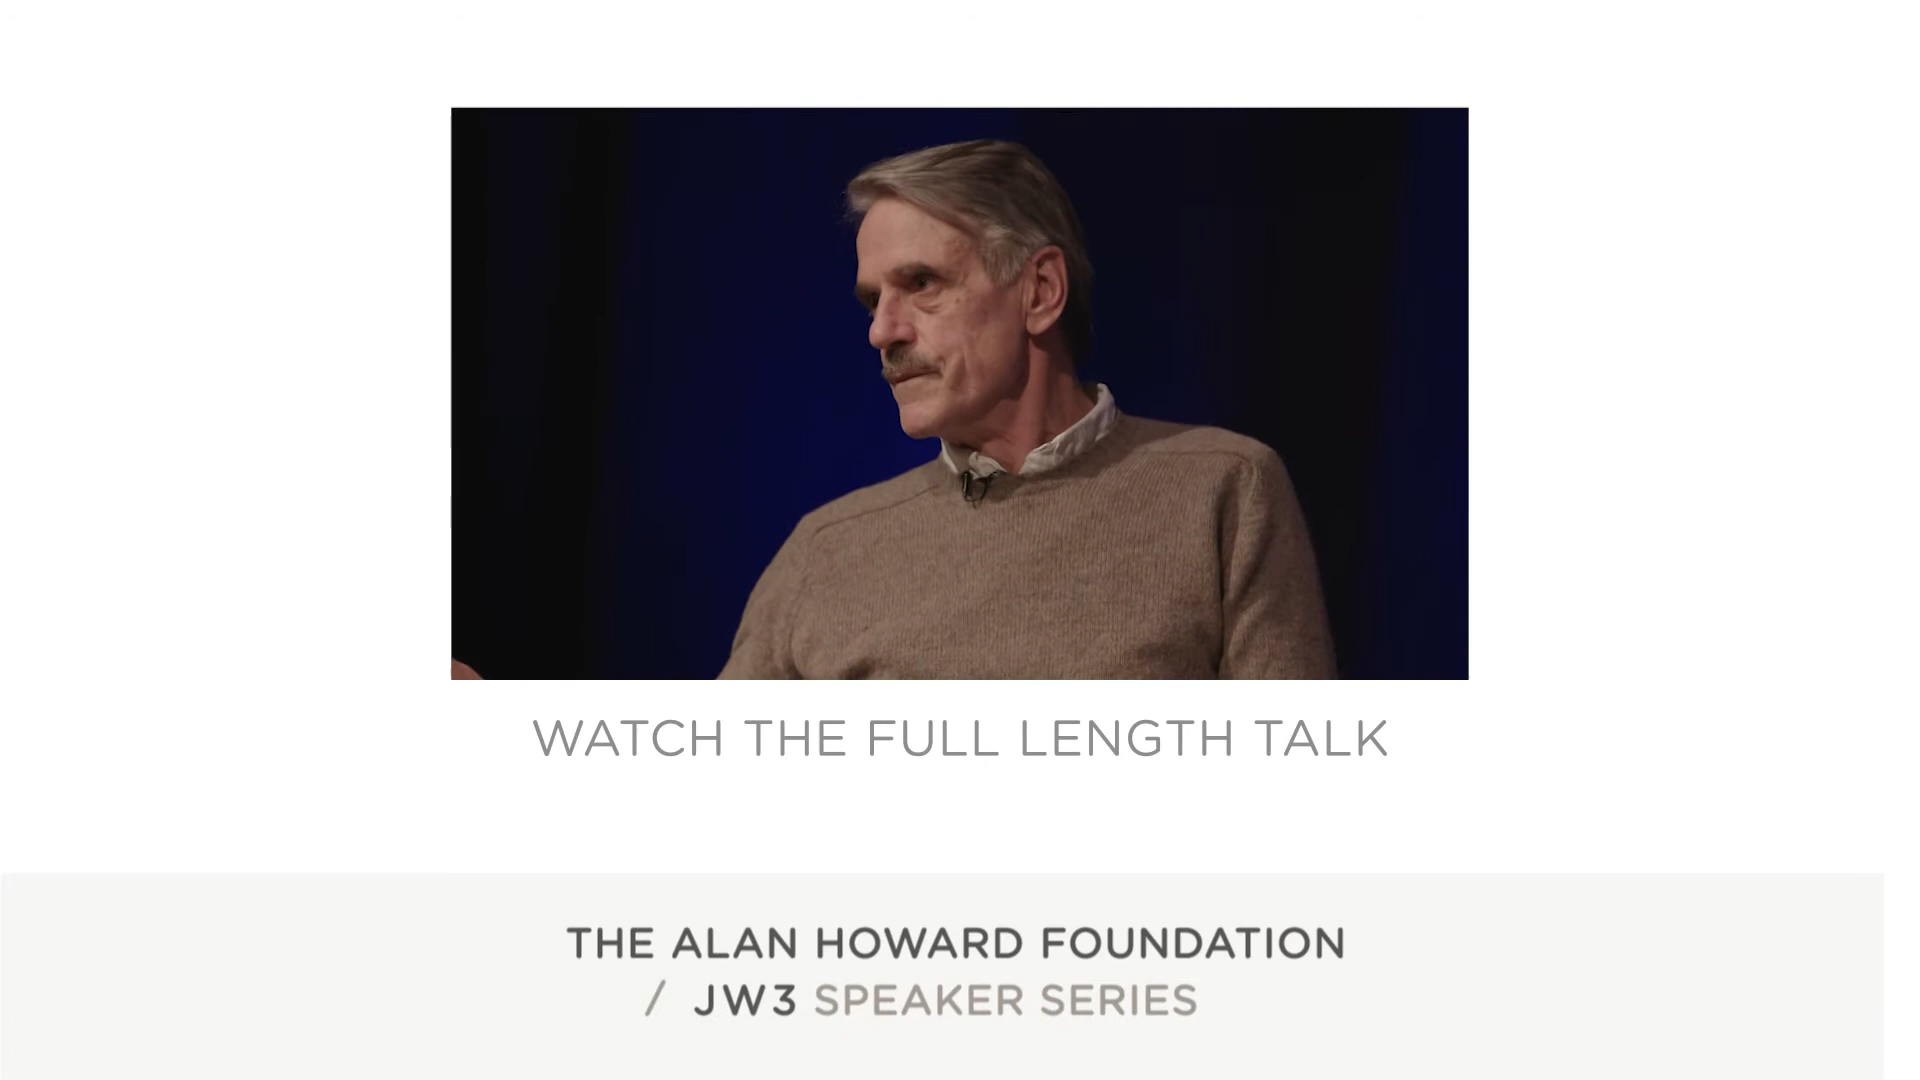 WATCH THE FULL LENGTH TALK
THE ALAN HOWARD FOUNDATION
/ JW3 SPEAKER SERIES